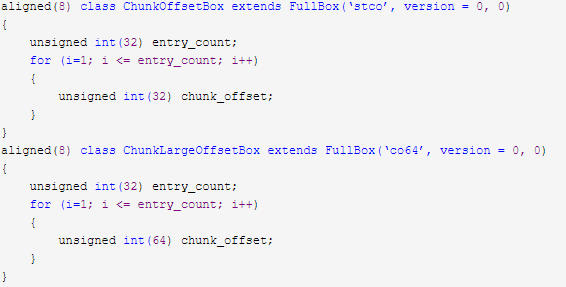 aligned(8) class ChunkOffsetBox extends FullBox(‘stco’, version = 0, 0)
{
unsigned int(32) entry_count;
for (i=1; i <= entry_count; i++)
{
unsigned int(32) chunk_offset;
}
}
aligned(8) class ChunkLargeOffsetBox extends FullBox(‘co64’, version = 0, 0)
{
unsigned int(32) entry_count;
for (i=1; i <= entry_count; i++)
{
unsigned int(64) chunk_offset;
}
}